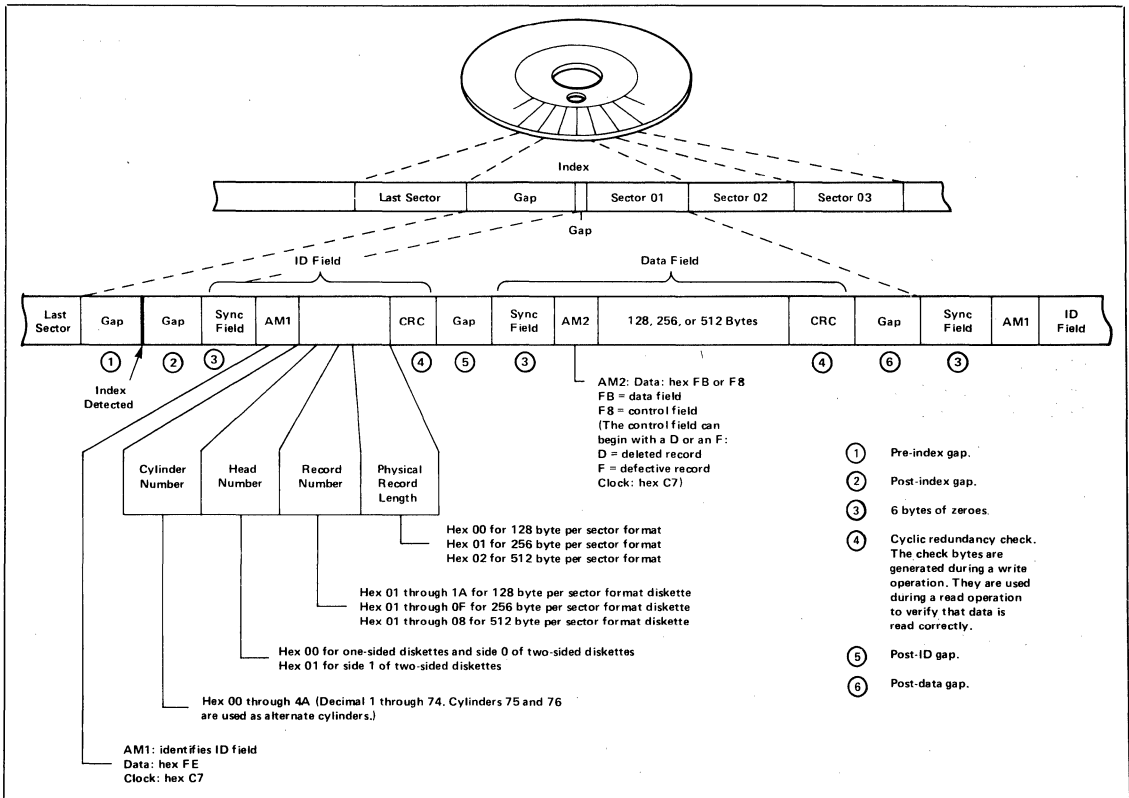 Index
Last Sector
Gap
Sector 01
Sector 02
Sector 03
Gap
ID Field
Data Field
Last
Sector
Gap
Gap
Sync
Field
AM1
CRC
Gap
Sync
Field
AM2
128, 256, or 512 Bytes
CRC
Gap
Sync
Field
AM1
ID
Field
1
2
3
4
5
3
4
6
3
Index
Detected
AM2: Data: hex FB or F8
FB = data field
F8 = control field
(The control field can
begin with a D or an F:
D = deleted record
F = defective record
Clock: hex C7)
Cylinder
Number
Head
Number
Record
Number
Physical
Record
Length
Hex 00 for 128 byte per sector format
Hex 01 for 256 byte per sector format
Hex 02 for 512 byte per sector format
Hex 01 through 1A for 128 byte per sector format diskette
Hex 01 through 0F for 256 byte per sector format diskette
Hex 01 through 08 for 512 byte per sector format diskette
Hex 00 for one-sided diskettes and side 0 of two-sided diskettes
Hex 01 for side 1 of two-sided diskettes
Hex 00 through 4A (Decimal 1 through 74. Cylinders 75 and 76
are used as alternate cylinders.)
AM1: identifies ID field
Data: hex FE
Clock: hex C7
1 Pre-index gap.
2 Post-index gap.
3 6 bytes of zeroes.
4 Cyclic redundancy check.
The check bytes are
generated during a write
operation. They are used
during a read operation
to verify that data is
read correctly.
5 Post-ID gap.
6 Post-data gap.